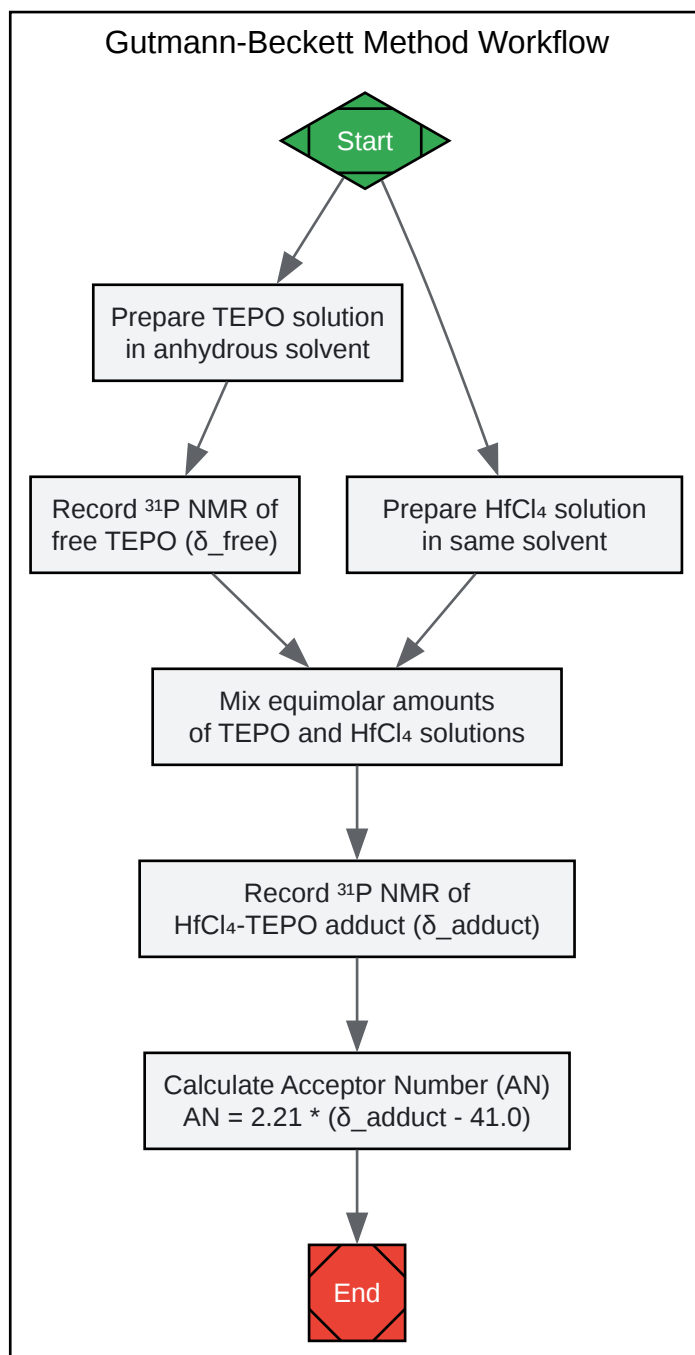 Gutmann-Beckett Method Workflow
Start
Prepare TEPO solution
in anhydrous solvent
Record ³¹P NMR of
free TEPO (δ_free)
Prepare HfCl₄ solution
in same solvent
Mix equimolar amounts
of TEPO and HfCl₄ solutions
Record ³¹P NMR of
HfCl₄-TEPO adduct (δ_adduct)
Calculate Acceptor Number (AN)
AN = 2.21 * (δ_adduct - 41.0)
End